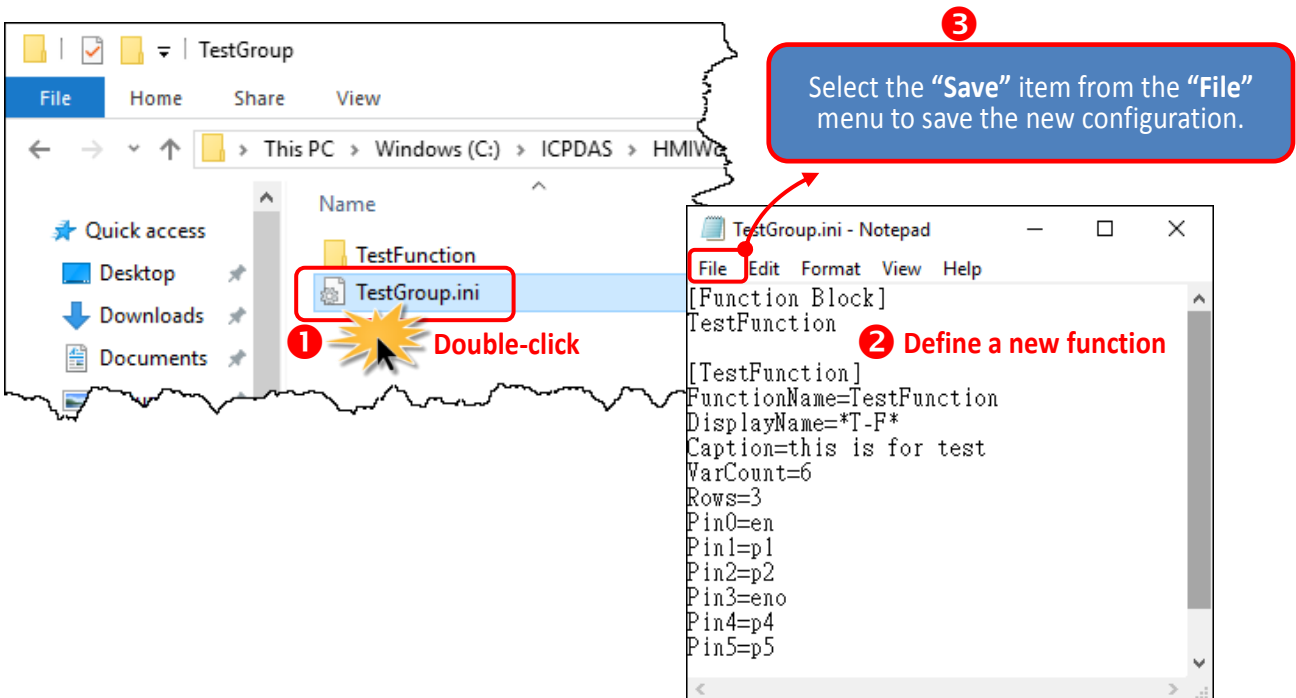 TestGroup
File Home Share View
This PC > Windows (C:) > ICPDAS >
Name
Quick access
Desktop
Downloads
Documents
TestFunction
TestGroup.ini
❶ Double-click
❸
Select the “Save” item from the “File”
menu to save the new configuration.
TestGroup.ini - Notepad
File Edit Format View Help
[Function Block]
TestFunction
❷ Define a new function
[TestFunction]
FunctionName=TestFunction
DisplayName=*T-F*
Caption=this is for test
VarCount=6
Rows=3
Pin0=en
Pin1=p1
Pin2=p2
Pin3=eno
Pin4=p4
Pin5=p5